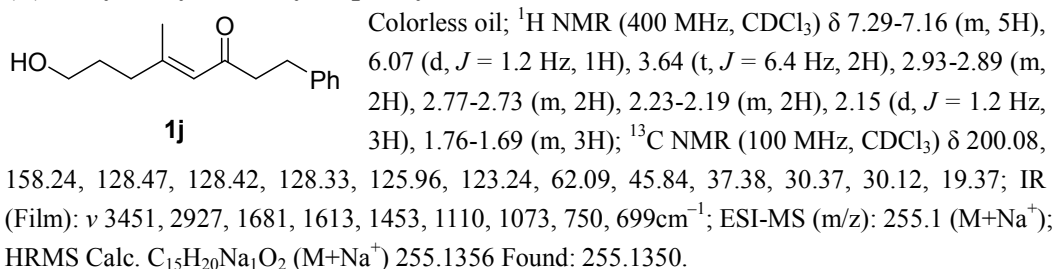 Colorless oil; ¹H NMR (400 MHz, CDCl₃) δ 7.29-7.16 (m, 5H),
6.07 (d, J = 1.2 Hz, 1H), 3.64 (t, J = 6.4 Hz, 2H), 2.93-2.89 (m,
2H), 2.77-2.73 (m, 2H), 2.23-2.19 (m, 2H), 2.15 (d, J = 1.2 Hz,
3H), 1.76-1.69 (m, 3H); ¹³C NMR (100 MHz, CDCl₃) δ 200.08,
O
HO
Ph
1j
158.24, 128.47, 128.42, 128.33, 125.96, 123.24, 62.09, 45.84, 37.38, 30.37, 30.12, 19.37; IR
(Film): ν 3451, 2927, 1681, 1613, 1453, 1110, 1073, 750, 699cm⁻¹; ESI-MS (m/z): 255.1 (M+Na⁺);
HRMS Calc. C₁₅H₂₀Na₁O₂ (M+Na⁺) 255.1356 Found: 255.1350.